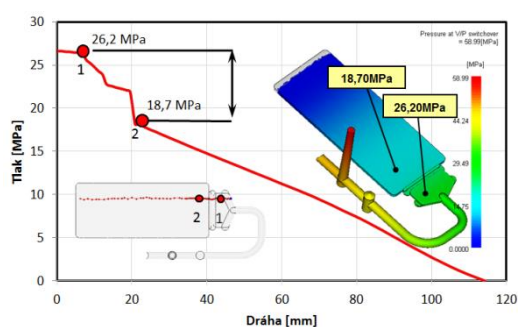 Pressure at V/P switchover
= 58.99[MPa]
[MPa]
58.99
44.24
29.49
14.75
0.0000
26,2 MPa
1
18,7 MPa
2
18,70MPa
26,20MPa
2
1
Tlak [MPa]
30
25
20
15
10
5
0
0
20
40
60
80
100
120
Dráha [mm]